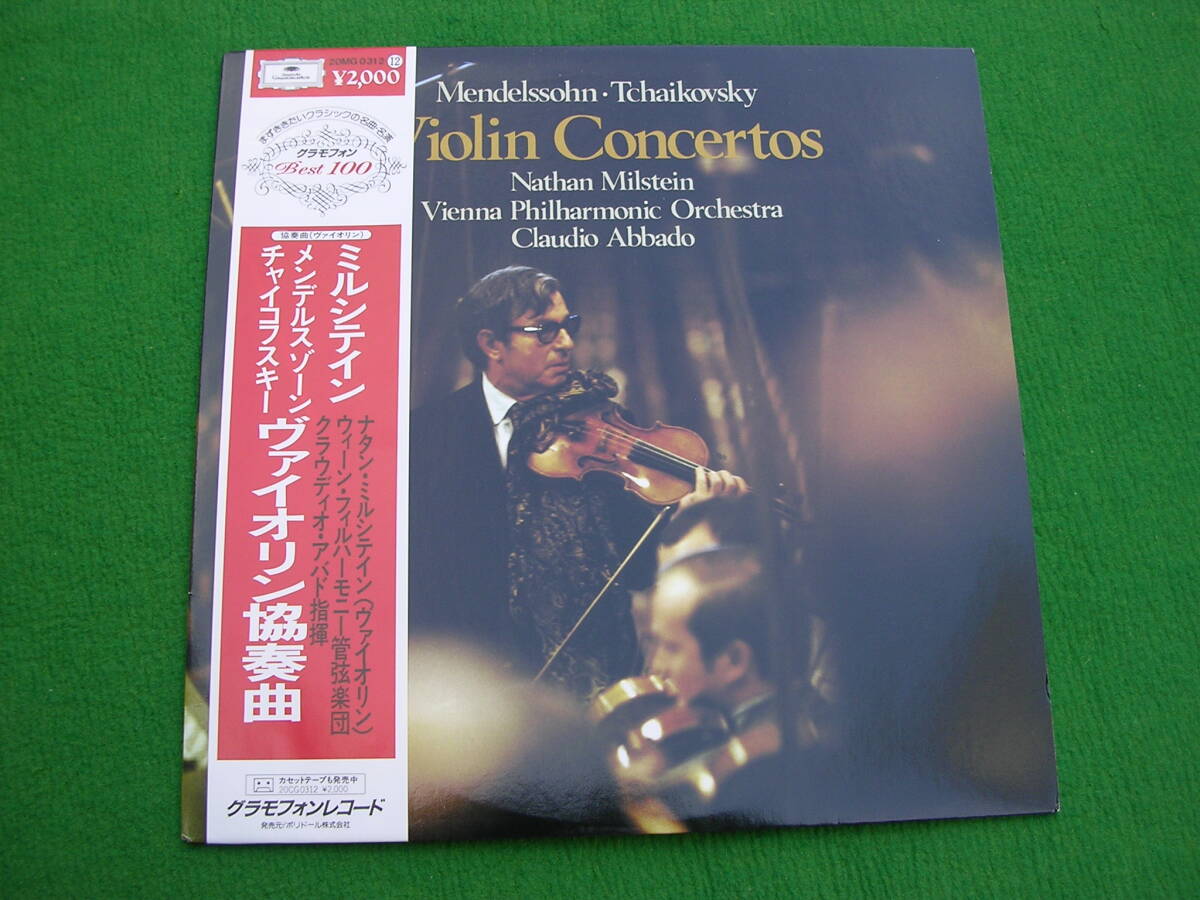 20MG 0312 ⑫
¥2,000
まずききたいクラシックの名曲・名演
グラモフォン
Best 100
協奏曲(ヴァイオリン)
ミルシテイン
メンデルスゾーン
チャイコフスキー
ヴァイオリン協奏曲
ナタン・ミルシテイン(ヴァイオリン)
ウィーン・フィルハーモニー管弦楽団
クラウディオ・アバド指揮
カセットテープも発売中
20CG0312 ¥2,000
グラモフォンレコード
発売元/ポリドール株式会社
Mendelssohn・Tchaikovsky
Violin Concertos
Nathan Milstein
Vienna Philharmonic Orchestra
Claudio Abbado